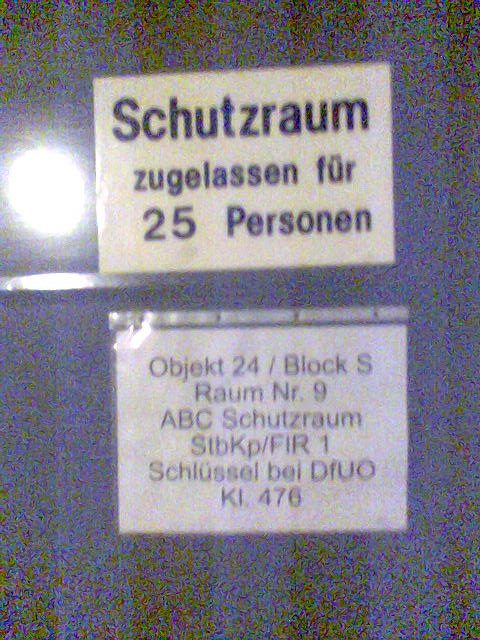 Schutzraum
zugelassen für
25 Personen
Objekt 24 / Block S
Raum Nr. 9
ABC Schutzraum
StbKp/FlR 1
Schlüssel bei DfUO
Kl. 476